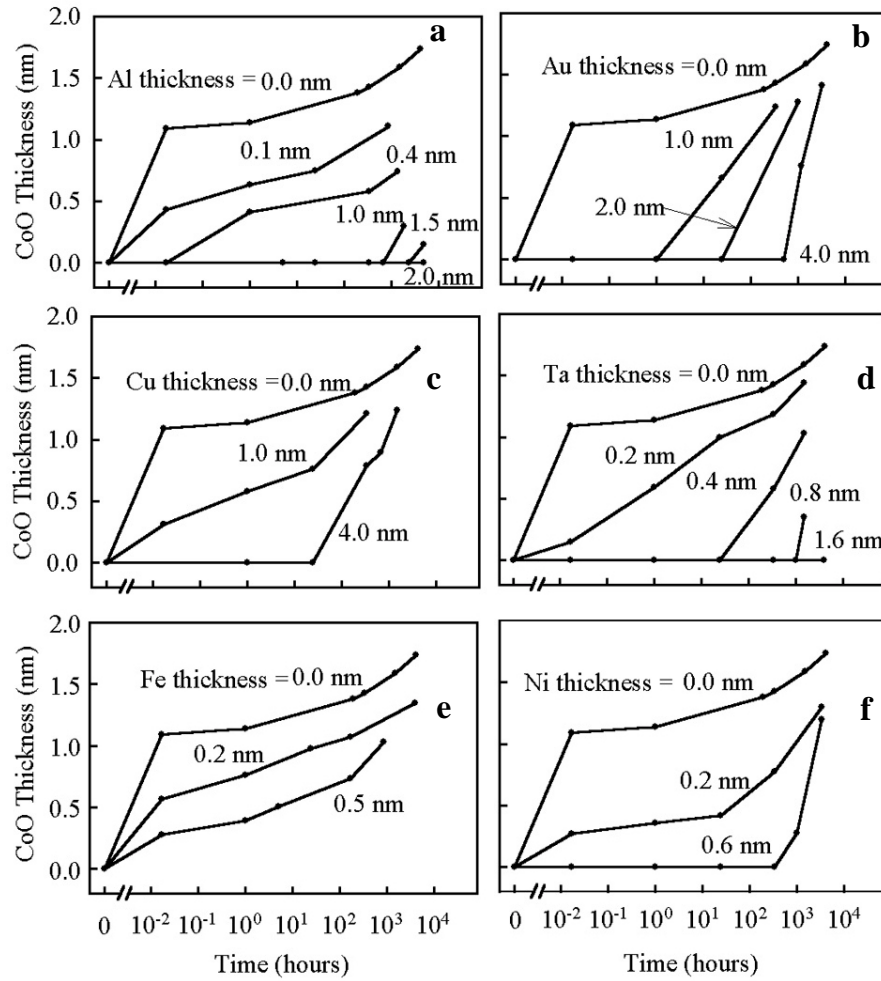 a
Al thickness = 0.0 nm
0.1 nm
0.4 nm
1.0 nm
1.5 nm
2.0 nm
CoO Thickness (nm)
2.0
1.5
1.0
0.5
0.0
b
Au thickness = 0.0 nm
1.0 nm
2.0 nm
4.0 nm
c
Cu thickness = 0.0 nm
1.0 nm
4.0 nm
CoO Thickness (nm)
2.0
1.5
1.0
0.5
0.0
d
Ta thickness = 0.0 nm
0.2 nm
0.4 nm
0.8 nm
1.6 nm
e
Fe thickness = 0.0 nm
0.2 nm
0.5 nm
CoO Thickness (nm)
2.0
1.5
1.0
0.5
0.0
0 10⁻² 10⁻¹ 10⁰ 10¹ 10² 10³ 10⁴
Time (hours)
f
Ni thickness = 0.0 nm
0.2 nm
0.6 nm
0 10⁻² 10⁻¹ 10⁰ 10¹ 10² 10³ 10⁴
Time (hours)